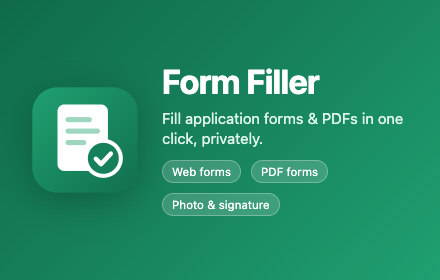 Form Filler
Fill application forms & PDFs in one
click, privately.
Web forms
PDF forms
Photo & signature